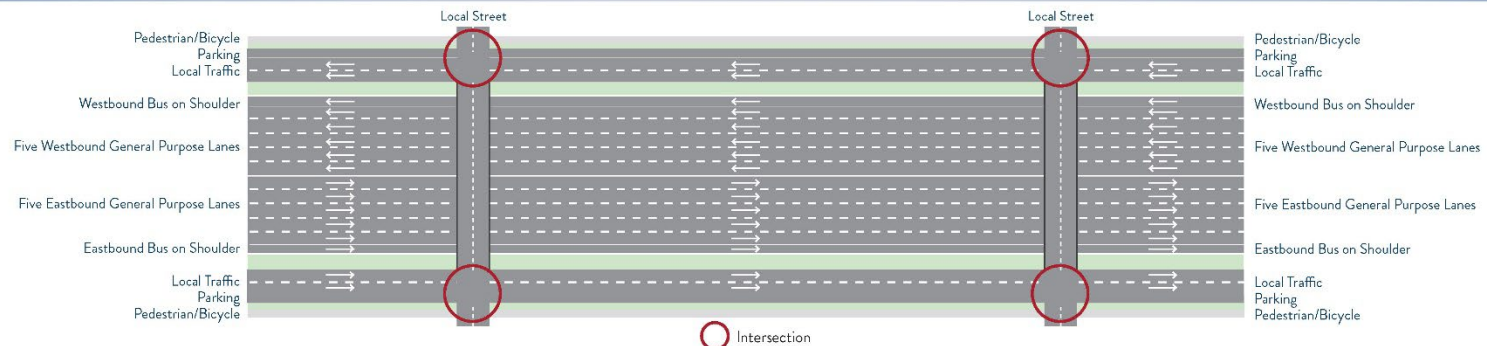 Local Street
Local Street
Pedestrian/Bicycle
Parking
Local Traffic
Westbound Bus on Shoulder
Five Westbound General Purpose Lanes
Five Eastbound General Purpose Lanes
Eastbound Bus on Shoulder
Local Traffic
Parking
Pedestrian/Bicycle
Pedestrian/Bicycle
Parking
Local Traffic
Westbound Bus on Shoulder
Five Westbound General Purpose Lanes
Five Eastbound General Purpose Lanes
Eastbound Bus on Shoulder
Local Traffic
Parking
Pedestrian/Bicycle
Intersection